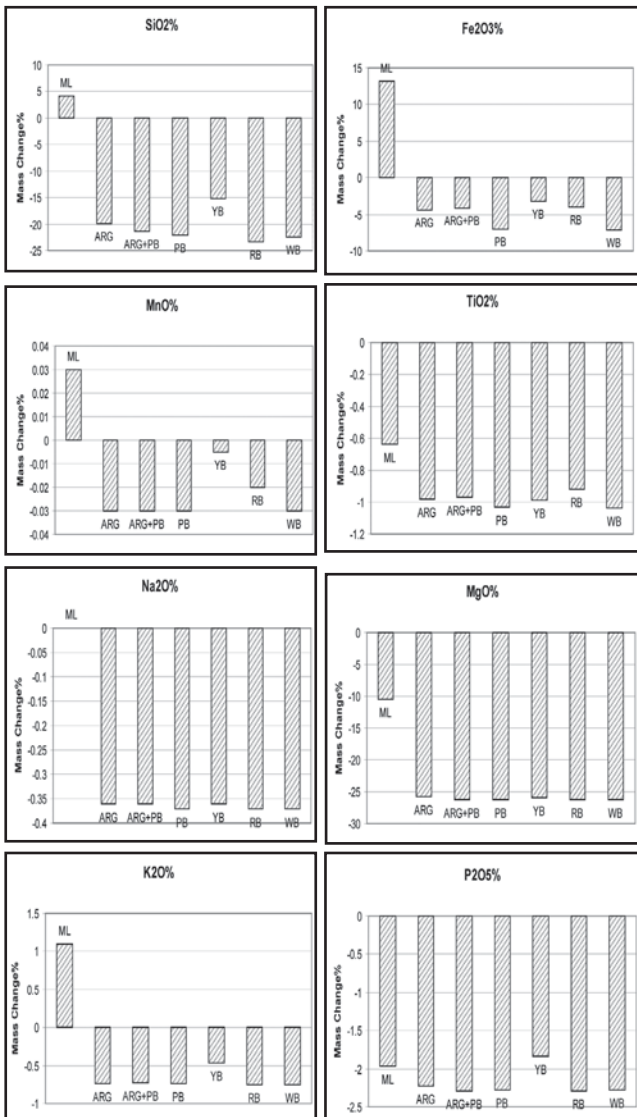 SiO2%
Mass Change%
10
5
0
-5
-10
-15
-20
-25
ML
ARG
ARG+PB
PB
YB
RB
WB
Fe2O3%
Mass Change%
15
10
5
0
-5
-10
ML
ARG
ARG+PB
PB
YB
RB
WB
MnO%
Mass Change%
0.04
0.03
0.02
0.01
0
-0.01
-0.02
-0.03
-0.04
ML
ARG
ARG+PB
PB
YB
RB
WB
TiO2%
Mass Change%
0
-0.2
-0.4
-0.6
-0.8
-1
-1.2
ML
ARG
ARG+PB
PB
YB
RB
WB
Na2O%
Mass Change%
0
-0.05
-0.1
-0.15
-0.2
-0.25
-0.3
-0.35
-0.4
ML
ARG
ARG+PB
PB
YB
RB
WB
MgO%
Mass Change%
0
-5
-10
-15
-20
-25
-30
ML
ARG
ARG+PB
PB
YB
RB
WB
K2O%
Mass Change%
1.5
1
0.5
0
-0.5
-1
ML
ARG
ARG+PB
PB
YB
RB
WB
P2O5%
Mass Change%
0
-0.5
-1
-1.5
-2
-2.5
ML
ARG
ARG+PB
PB
YB
RB
WB